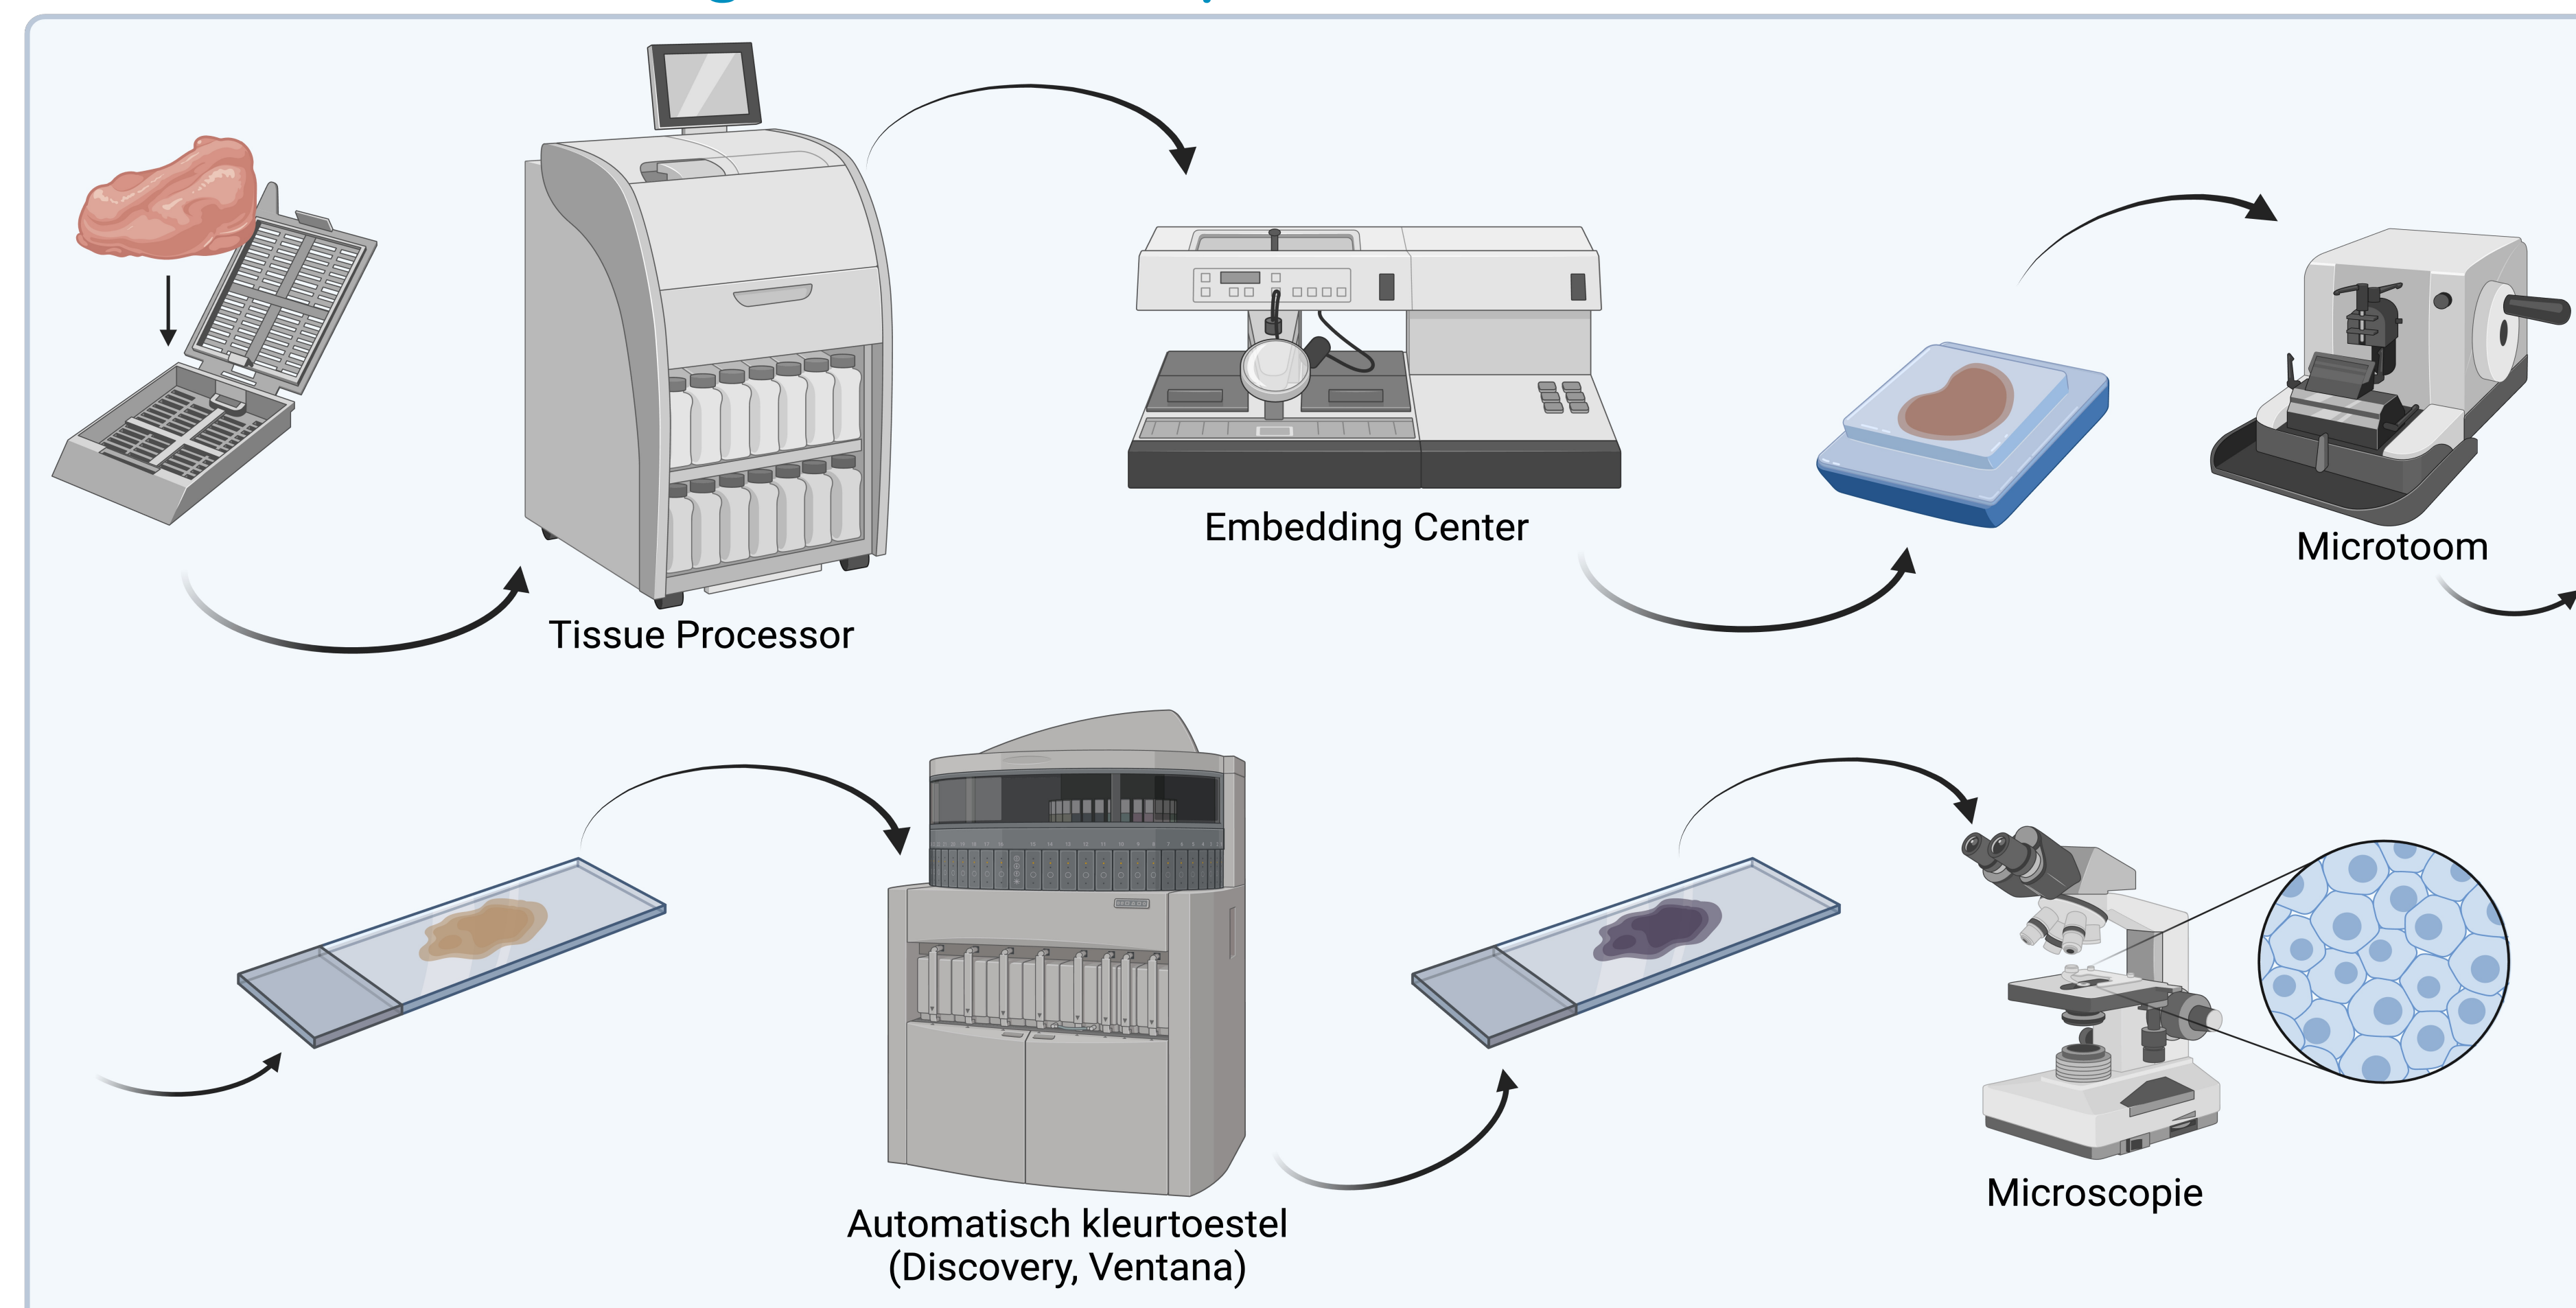 Tissue Processor
Embedding Center
Microtoom
Automatisch kleurtoestel
(Discovery, Ventana)
Microscopie